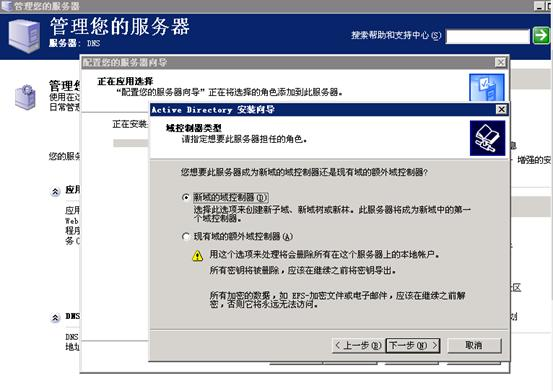 管理您的服务器
管理您的服务器
服务器: DNS
搜索帮助和支持中心(S)
配置您的服务器向导
正在应用选择
“配置您的服务器向导”正在将选择的角色添加到此服务器。
管理您
使用在这
日常管理
正在安装
您的服务
应用
应用
Web
程序
务(
DNS
DNS
地址
增强的安
Active Directory 安装向导
域控制器类型
请指定想要此服务器担任的角色。
您想要此服务器成为新域的域控制器还是现有域的额外域控制器?
新域的域控制器(D)
选择此选项来创建新子域、新域树或新林。此服务器将成为新域中的第一
个域控制器。
现有域的额外域控制器(A)
用这个选项来处理将会删除所有在这个服务器上的本地帐户。
所有密钥将被删除,应该在继续之前将密钥导出。
所有加密的数据,如 EFS-加密文件或电子邮件,应该在继续之前解
密,否则它将永远无法访问。
< 上一步(B)
下一步(N) >
取消